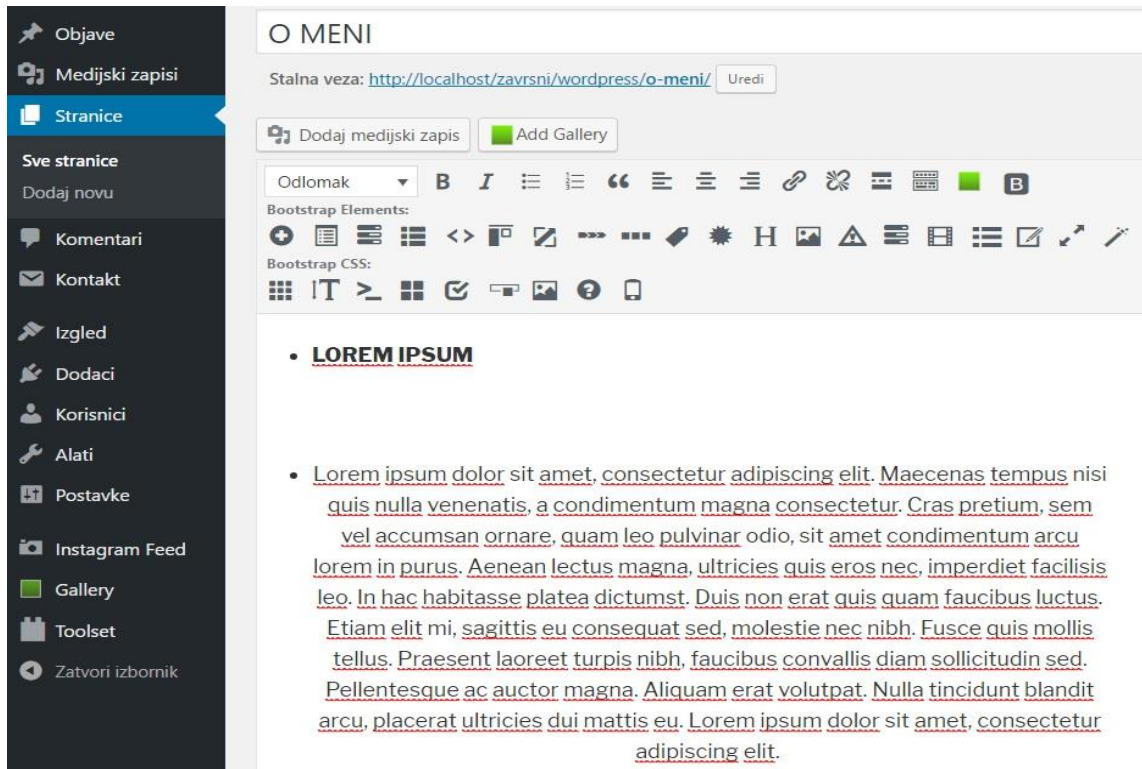 Objave
Medijski zapisi
Stranice
Sve stranice
Dodaj novu
Komentari
Kontakt
Izgled
Dodaci
Korisnici
Alati
Postavke
Instagram Feed
Gallery
Toolset
Zatvori izbornik
O MENI
Stalna veza: http://localhost/zavrsni/wordpress/o-meni/ Uredi
Dodaj medijski zapis Add Gallery
Odlomak
Bootstrap Elements:
Bootstrap CSS:
• LOREM IPSUM
• Lorem ipsum dolor sit amet, consectetur adipiscing elit. Maecenas tempus nisi
quis nulla venenatis, a condimentum magna consectetur. Cras pretium, sem
vel accumsan ornare, quam leo pulvinar odio, sit amet condimentum arcu
lorem in purus. Aenean lectus magna, ultricies quis eros nec, imperdiet facilisis
leo. In hac habitasse platea dictumst. Duis non erat quis quam faucibus luctus.
Etiam elit mi, sagittis eu consequat sed, molestie nec nibh. Fusce quis mollis
tellus. Praesent laoreet turpis nibh, faucibus convallis diam sollicitudin sed.
Pellentesque ac auctor magna. Aliquam erat volutpat. Nulla tincidunt blandit
arcu, placerat ultricies dui mattis eu. Lorem ipsum dolor sit amet, consectetur
adipiscing elit.